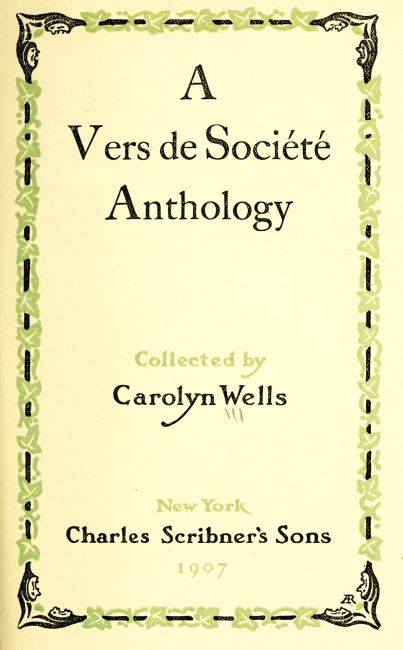 A
Vers de Société
Anthology
Collected by
Carolyn Wells
New York
Charles Scribner's Sons
1907